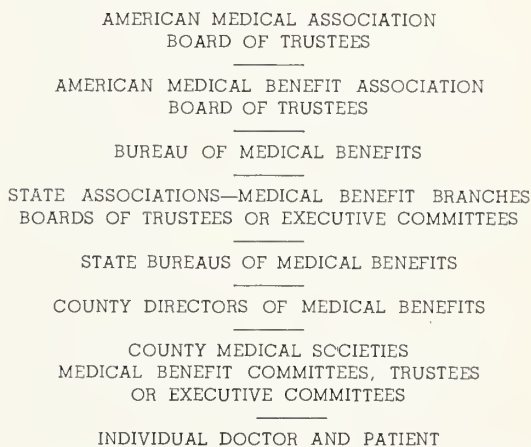 AMERICAN MEDICAL ASSOCIATION
BOARD OF TRUSTEES
AMERICAN MEDICAL BENEFIT ASSOCIATION
BOARD OF TRUSTEES
BUREAU OF MEDICAL BENEFITS
STATE ASSOCIATIONS—MEDICAL BENEFIT BRANCHES
BOARDS OF TRUSTEES OR EXECUTIVE COMMITTEES
STATE BUREAUS OF MEDICAL BENEFITS
COUNTY DIRECTORS OF MEDICAL BENEFITS
COUNTY MEDICAL SOCIETIES
MEDICAL BENEFIT COMMITTEES, TRUSTEES
OR EXECUTIVE COMMITTEES
INDIVIDUAL DOCTOR AND PATIENT